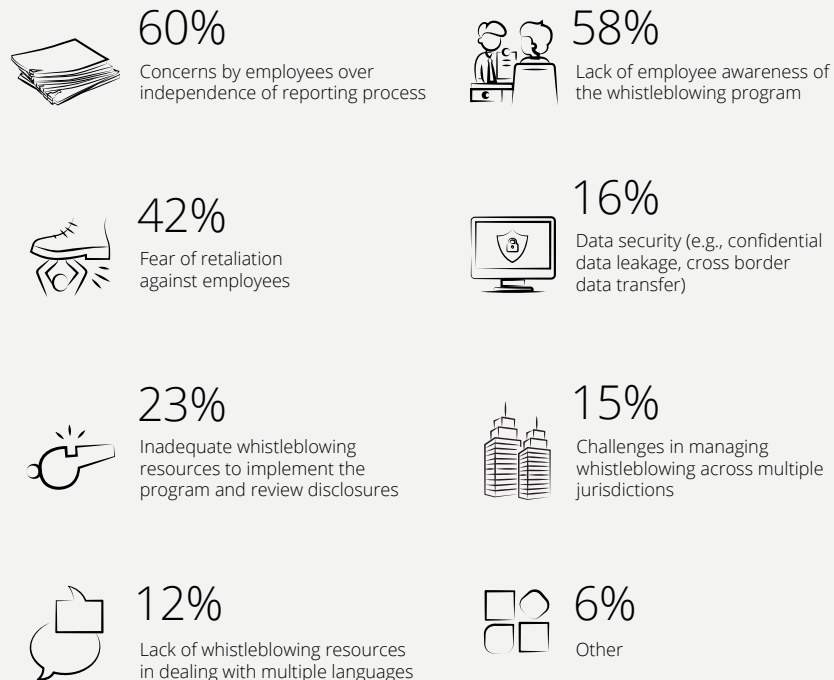 60%
Concerns by employees over
independence of reporting process
58%
Lack of employee awareness of
the whistleblowing program
42%
Fear of retaliation
against employees
16%
Data security (e.g., confidential
data leakage, cross border
data transfer)
23%
Inadequate whistleblowing
resources to implement the
program and review disclosures
15%
Challenges in managing
whistleblowing across multiple
jurisdictions
12%
Lack of whistleblowing resources
in dealing with multiple languages
6%
Other